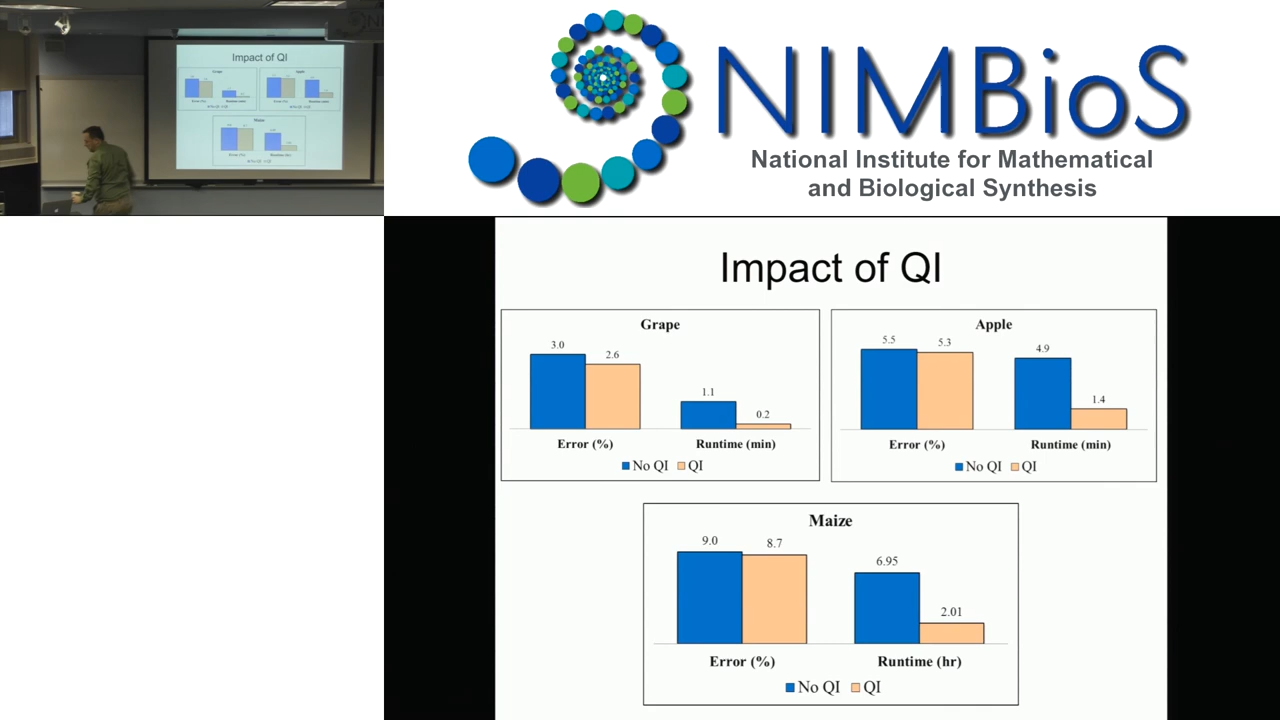 Impact of QI
Grape
Apple
Maize
NIMBioS
National Institute for Mathematical
and Biological Synthesis
Impact of QI
Grape
3.0
2.6
1.1
0.2
Error (%)
Runtime (min)
No QI
QI
Apple
5.5
5.3
4.9
1.4
Error (%)
Runtime (min)
No QI
QI
Maize
9.0
8.7
6.95
2.01
Error (%)
Runtime (hr)
No QI
QI